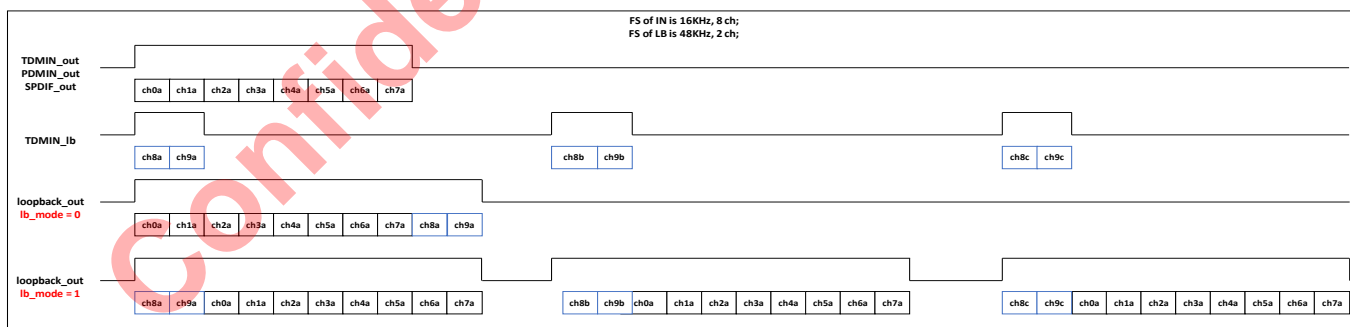 FS of IN is 16KHz, 8 ch;
FS of LB is 48KHz, 2 ch;
TDMIN_out
PDMIN_out
SPDIF_out
ch0a ch1a ch2a ch3a ch4a ch5a ch6a ch7a
TDMIN_lb
ch8a ch9a ch8b ch9b ch8c ch9c
loopback_out
lb_mode = 0
ch0a ch1a ch2a ch3a ch4a ch5a ch6a ch7a ch8a ch9a
loopback_out
lb_mode = 1
ch8a ch9a ch0a ch1a ch2a ch3a ch4a ch5a ch6a ch7a ch8b ch9b ch0a ch1a ch2a ch3a ch4a ch5a ch6a ch7a ch8c ch9c ch0a ch1a ch2a ch3a ch4a ch5a ch6a ch7a
Confide